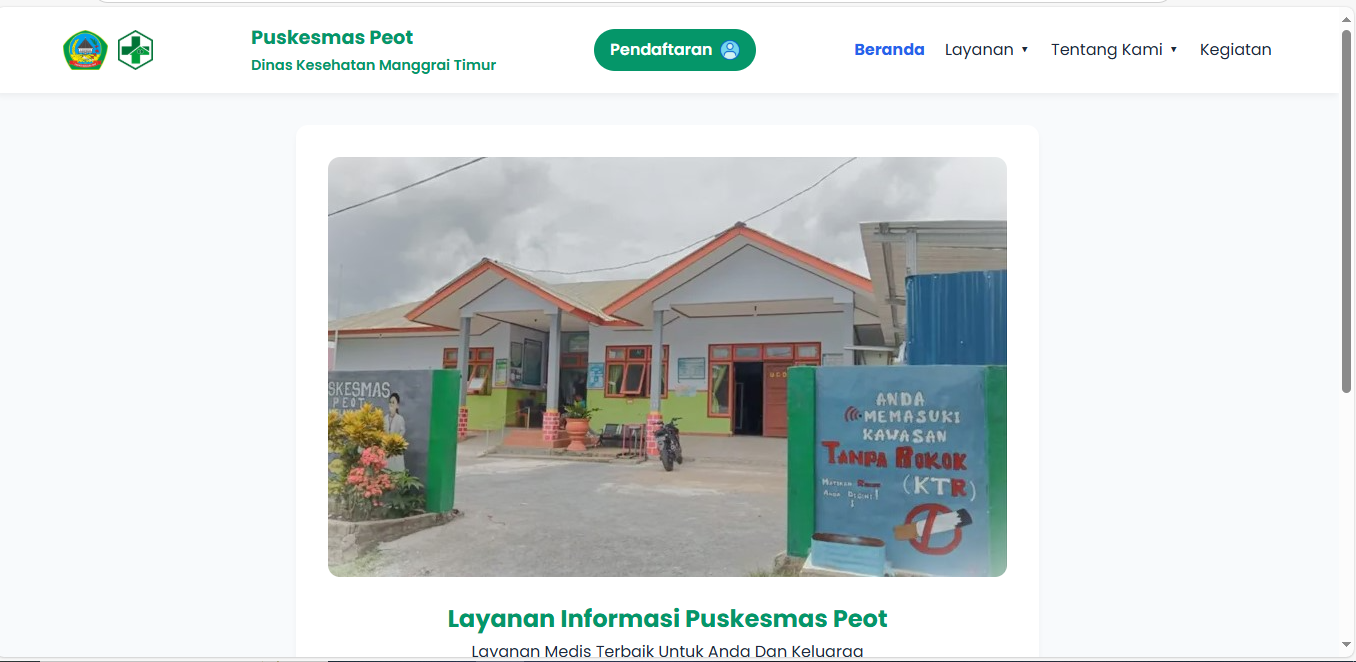 Puskesmas Peot
Dinas Kesehatan Manggrai Timur
Pendaftaran
Beranda
Layanan ▼
Tentang Kami ▼
Kegiatan
SKESMAS
PEOT
ANDA
MEMASUKI
KAWASAN
TANPA ROKOK
(KTR)
Layanan Informasi Puskesmas Peot
Layanan Medis Terbaik Untuk Anda Dan Keluarga